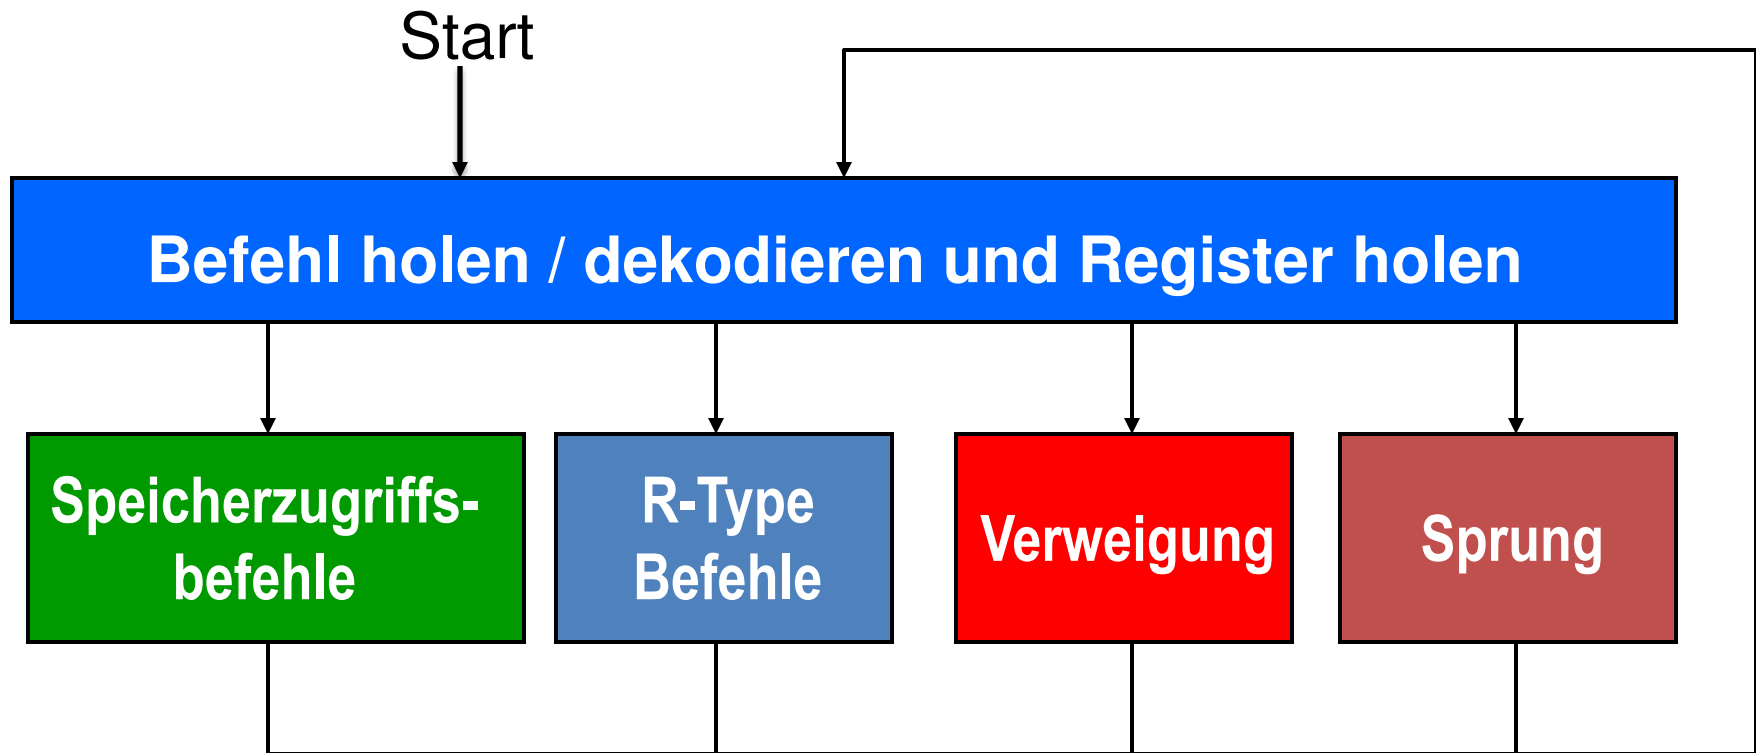 Start
Befehl holen / dekodieren und Register holen
Speicherzugriffs-
befehle
R-Type
Befehle
Verweigung
Sprung